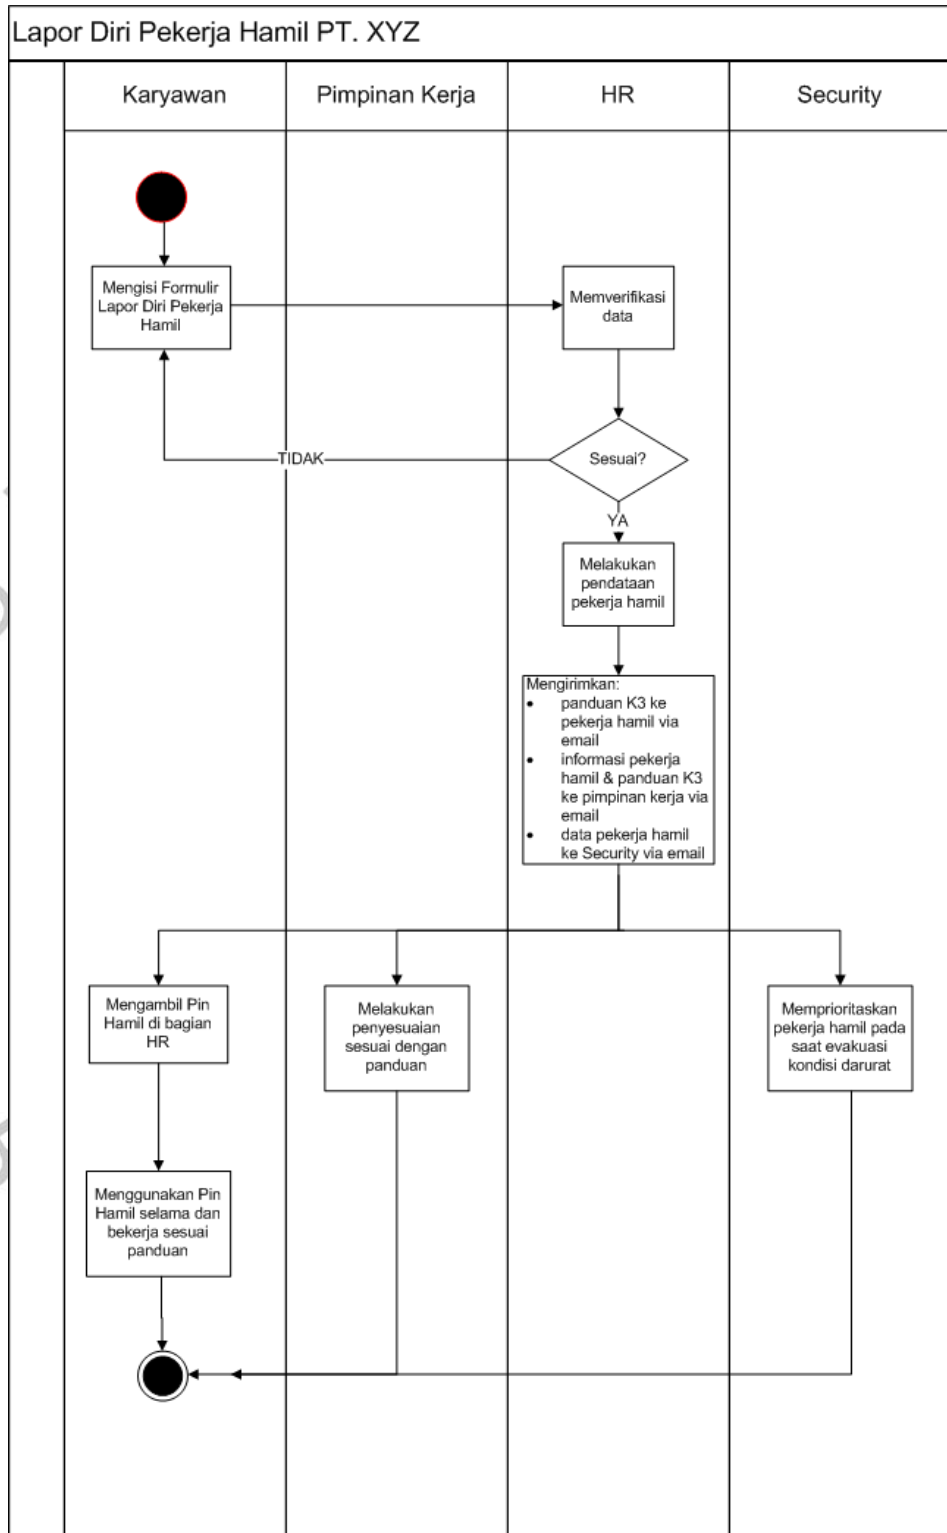 Lapor Diri Pekerja Hamil PT. XYZ
Karyawan
Pimpinan Kerja
HR
Security
Mengisi Formulir
Lapor Diri Pekerja
Hamil
Memverifikasi
data
Sesuai?
TIDAK
YA
Melakukan
pendataan
pekerja hamil
Mengirimkan:
• panduan K3 ke
pekerja hamil via
email
• informasi pekerja
hamil & panduan K3
ke pimpinan kerja via
email
• data pekerja hamil
ke Security via email
Mengambil Pin
Hamil di bagian
HR
Melakukan
penyesuaian
sesuai dengan
panduan
Memprioritaskan
pekerja hamil pada
saat evakuasi
kondisi darurat
Menggunakan Pin
Hamil selama dan
bekerja sesuai
panduan